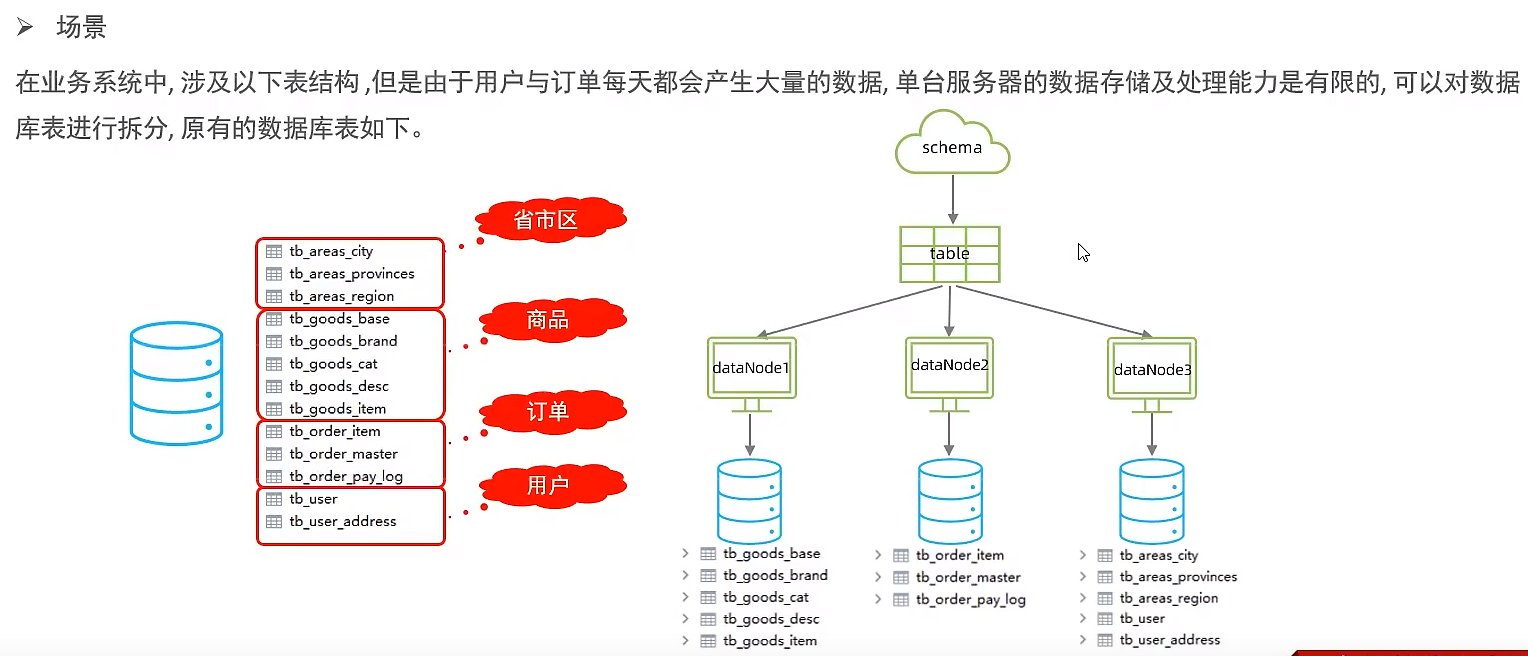 场景
在业务系统中, 涉及以下表结构 ,但是由于用户与订单每天都会产生大量的数据, 单台服务器的数据存储及处理能力是有限的, 可以对数据
库表进行拆分, 原有的数据库表如下。
省市区
tb_areas_city
tb_areas_provinces
tb_areas_region
商品
tb_goods_base
tb_goods_brand
tb_goods_cat
tb_goods_desc
tb_goods_item
订单
tb_order_item
tb_order_master
tb_order_pay_log
用户
tb_user
tb_user_address
schema
table
dataNode1
dataNode2
dataNode3
tb_goods_base
tb_goods_brand
tb_goods_cat
tb_goods_desc
tb_goods_item
tb_order_item
tb_order_master
tb_order_pay_log
tb_areas_city
tb_areas_provinces
tb_areas_region
tb_user
tb_user_address